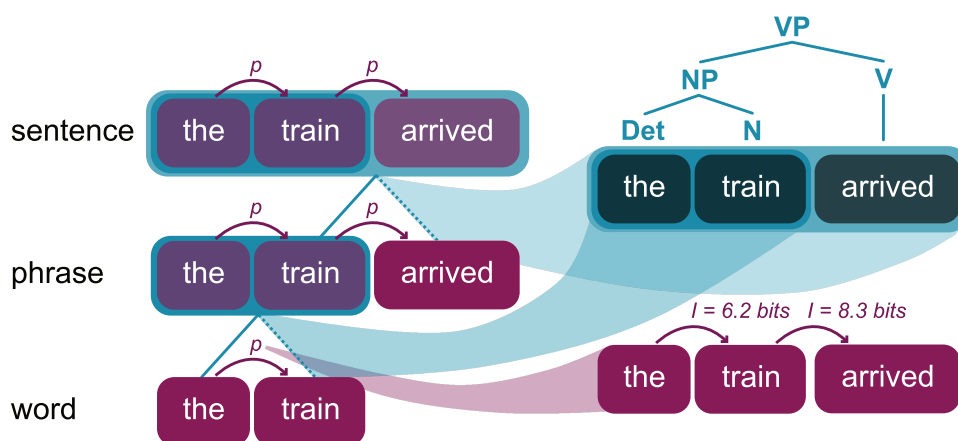 VP
NP V
Det N
p p
sentence the train arrived
the train arrived
p p
phrase the train arrived
I = 6.2 bits I = 8.3 bits
p
the train arrived
word the train